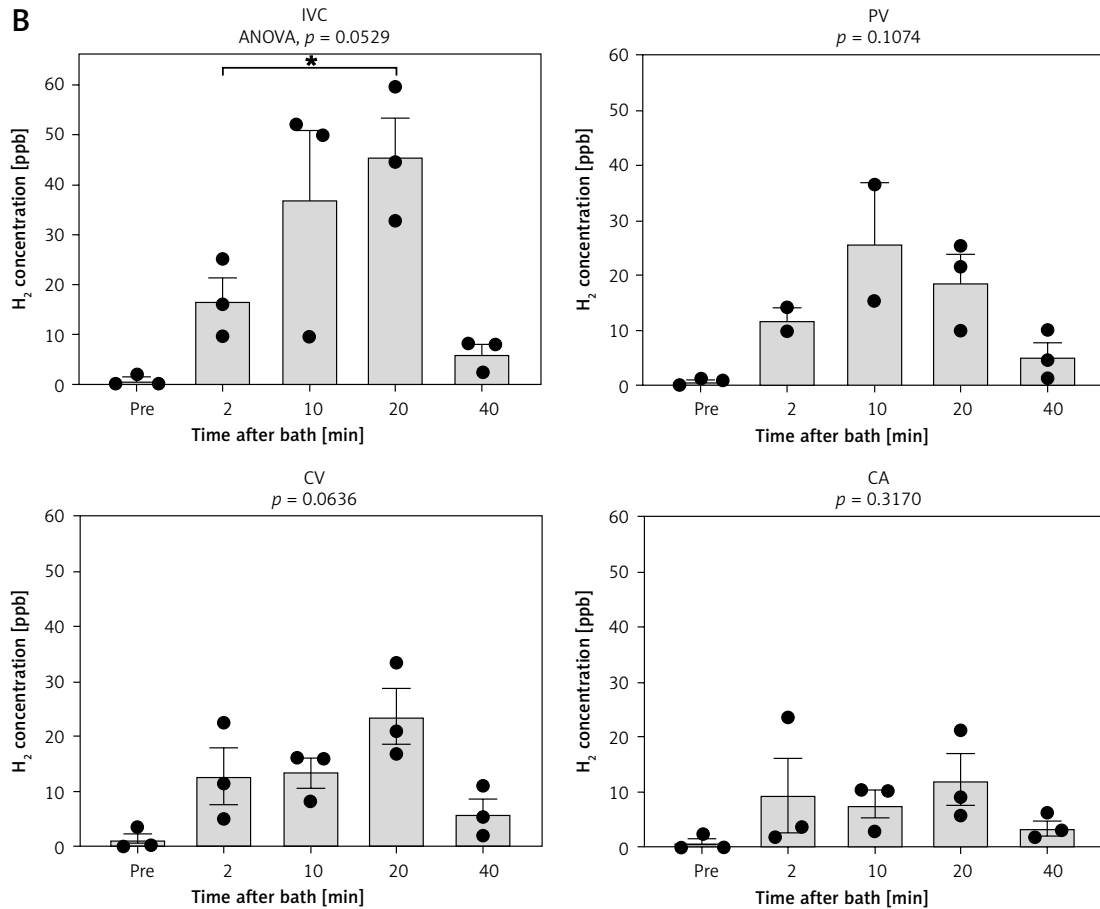 B
IVC
ANOVA, p = 0.0529
*
H2 concentration [ppb]
60
50
40
30
20
10
0
Pre 2 10 20 40
Time after bath [min]
PV
p = 0.1074
H2 concentration [ppb]
60
50
40
30
20
10
0
Pre 2 10 20 40
Time after bath [min]
CV
p = 0.0636
H2 concentration [ppb]
60
50
40
30
20
10
0
Pre 2 10 20 40
Time after bath [min]
CA
p = 0.3170
H2 concentration [ppb]
60
50
40
30
20
10
0
Pre 2 10 20 40
Time after bath [min]